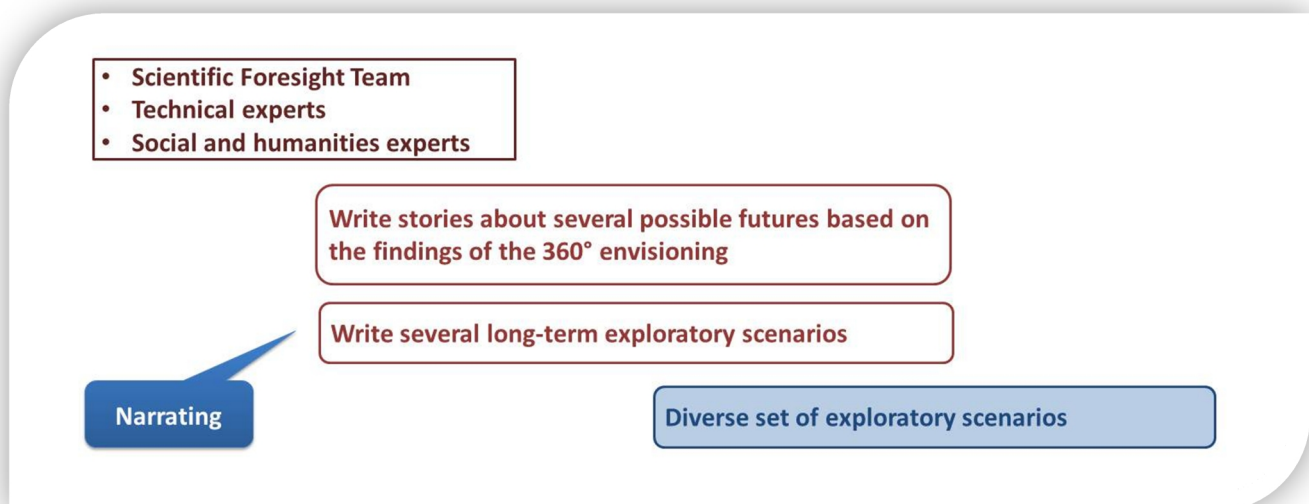 • Scientific Foresight Team
• Technical experts
• Social and humanities experts
Write stories about several possible futures based on
the findings of the 360° envisioning
Write several long-term exploratory scenarios
Narrating
Diverse set of exploratory scenarios